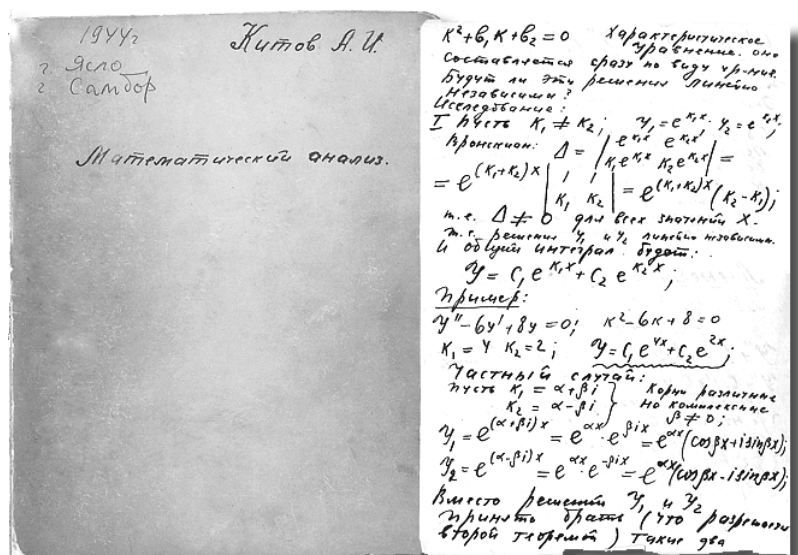 1944г
Китов А.И.
г. Ясло
г Самбор
Математический анализ.
K²+b₁K+b₂=0 Характеристическое
уравнение. оно
составляется сразу по виду ур-ния.
Будут ли эти решения линейно
независимы?
Исследование:
I Пусть K₁≠K₂; y₁=e^{K₁x}; y₂=e^{K₂x};
Вронскиан: Δ = | e^{K₁x} e^{K₂x} |
| K₁e^{K₁x} K₂e^{K₂x} | =
= e^{(K₁+K₂)x} | 1 1 |
| K₁ K₂ | = e^{(K₁+K₂)x}(K₂-K₁);
т.е. Δ≠0 для всех значений X.
т.е. решения y₁ и y₂ линейно независимы.
и общий интеграл будет:
y=C₁e^{K₁x}+C₂e^{K₂x};
Пример:
y''-6y'+8y=0; K²-6K+8=0
K₁=4 K₂=2; y=C₁e^{4x}+C₂e^{2x};
Частный случай:
пусть K₁=α+βi } Корни различные
K₂=α-βi } но комплексные
β≠0;
y₁=e^{(α+βi)x}=e^{αx}·e^{βix}=e^{αx}(cosβx+isinβx);
y₂=e^{(α-βi)x}=e^{αx}·e^{-βix}=e^{αx}(cosβx-isinβx);
Вместо решений y₁ и y₂
принято брать (что разрешости
второй теоремой) такие два